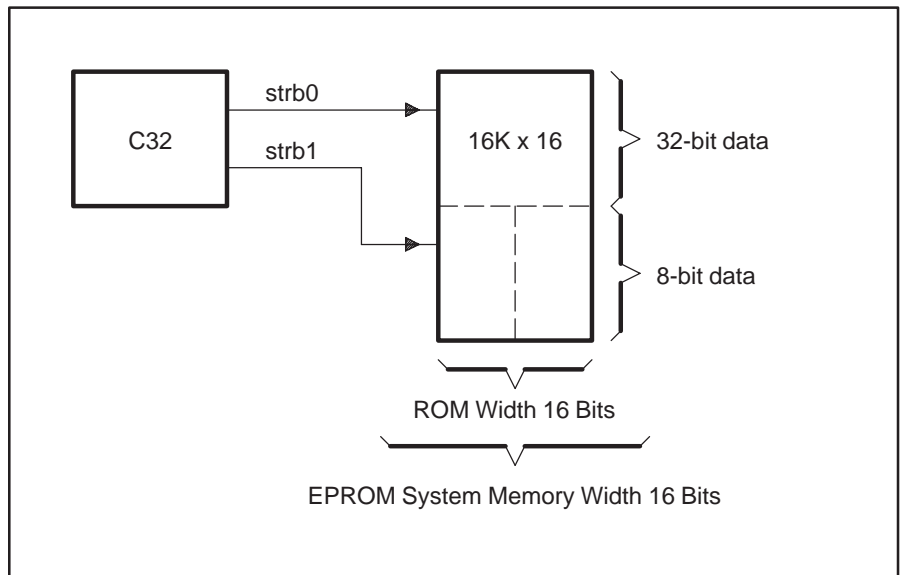 strb0
C32
16K x 16
32-bit data
strb1
8-bit data
ROM Width 16 Bits
EPROM System Memory Width 16 Bits